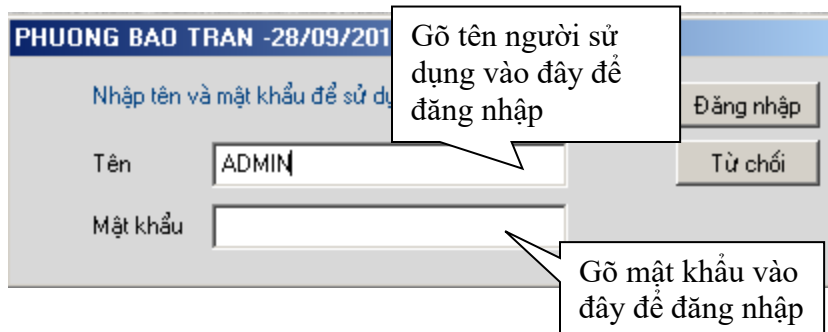 PHUONG BAO TRAN -28/09/201
Gõ tên người sử
dụng vào đây để
đăng nhập
Nhập tên và mật khẩu để sử
Đăng nhập
Tên
ADMIN
Từ chối
Mật khẩu
Gõ mật khẩu vào
đây để đăng nhập